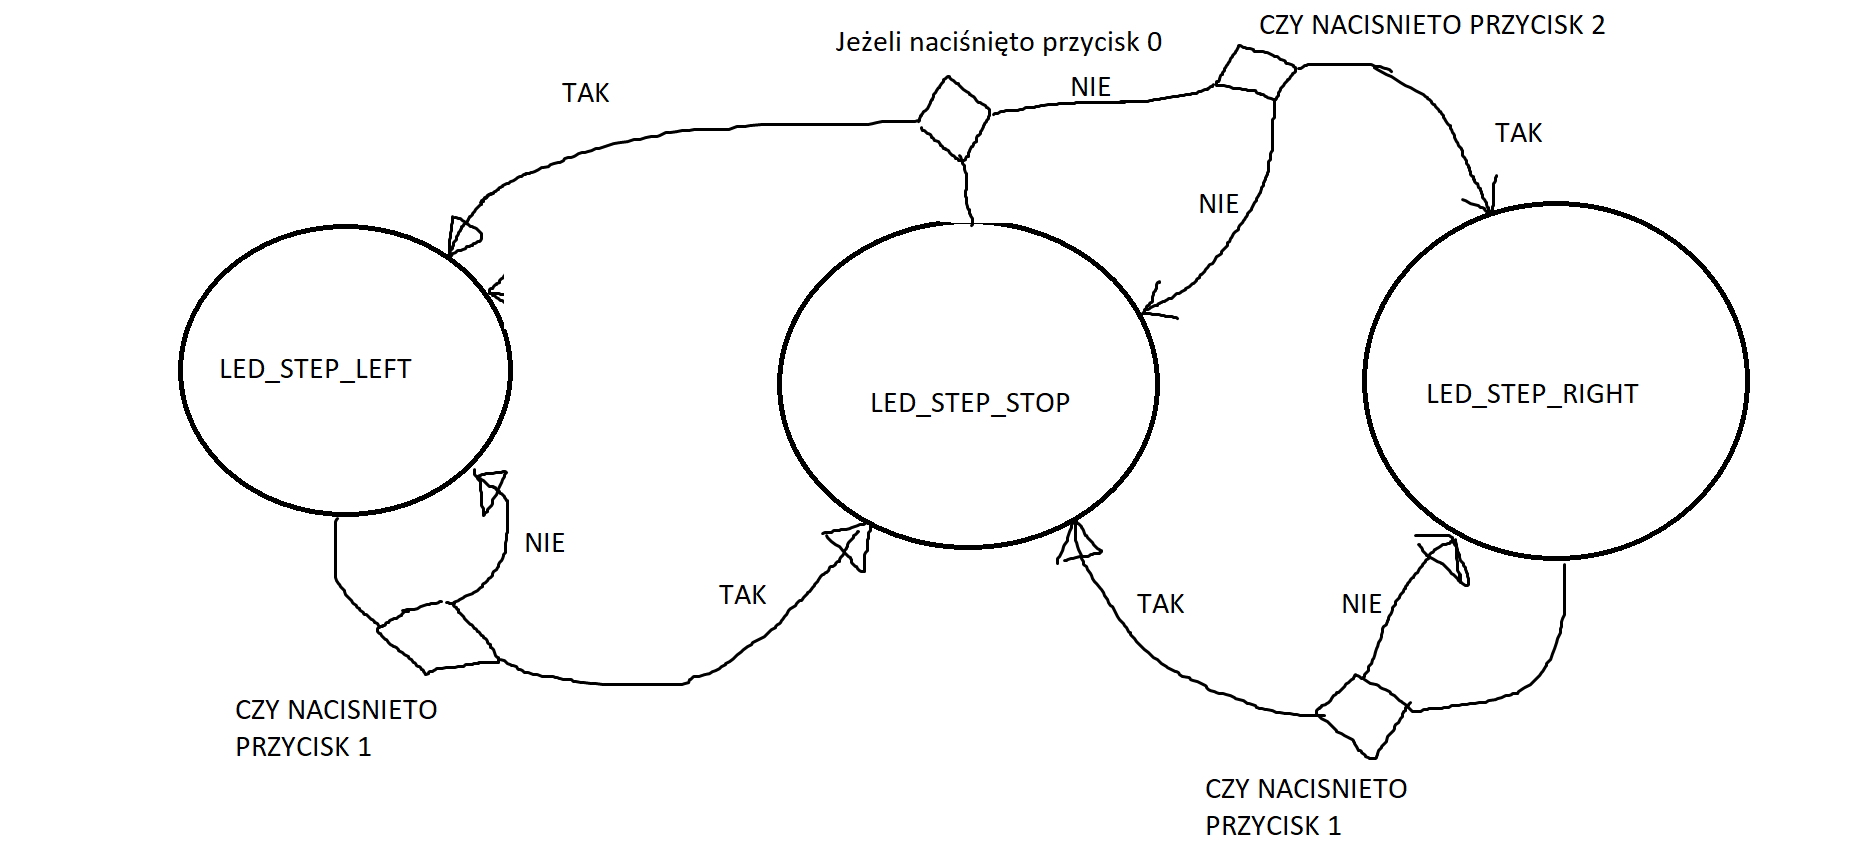 CZY NACISNIETO PRZYCISK 2
Jeżeli naciśnięto przycisk 0
TAK
NIE
TAK
NIE
LED_STEP_LEFT
LED_STEP_STOP
LED_STEP_RIGHT
NIE
TAK
TAK
NIE
CZY NACISNIETO
PRZYCISK 1
CZY NACISNIETO
PRZYCISK 1